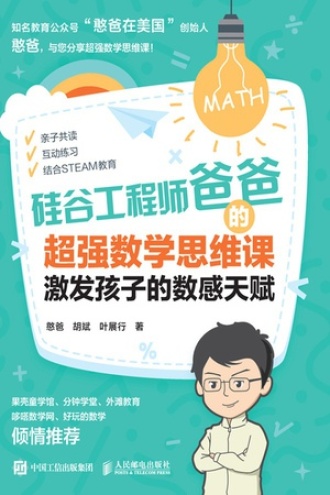 知名教育公众号“憨爸在美国”创始人
憨爸，与您分享超强数学思维课！
MATH
亲子共读
互动练习
结合STEAM教育
硅谷工程师爸爸的
超强数学思维课
激发孩子的数感天赋
憨爸 胡斌 叶展行 著
果壳童学馆、分钟学堂、外滩教育
哆嗒数学网、好玩的数学
倾情推荐
中国工信出版集团
人民邮电出版社